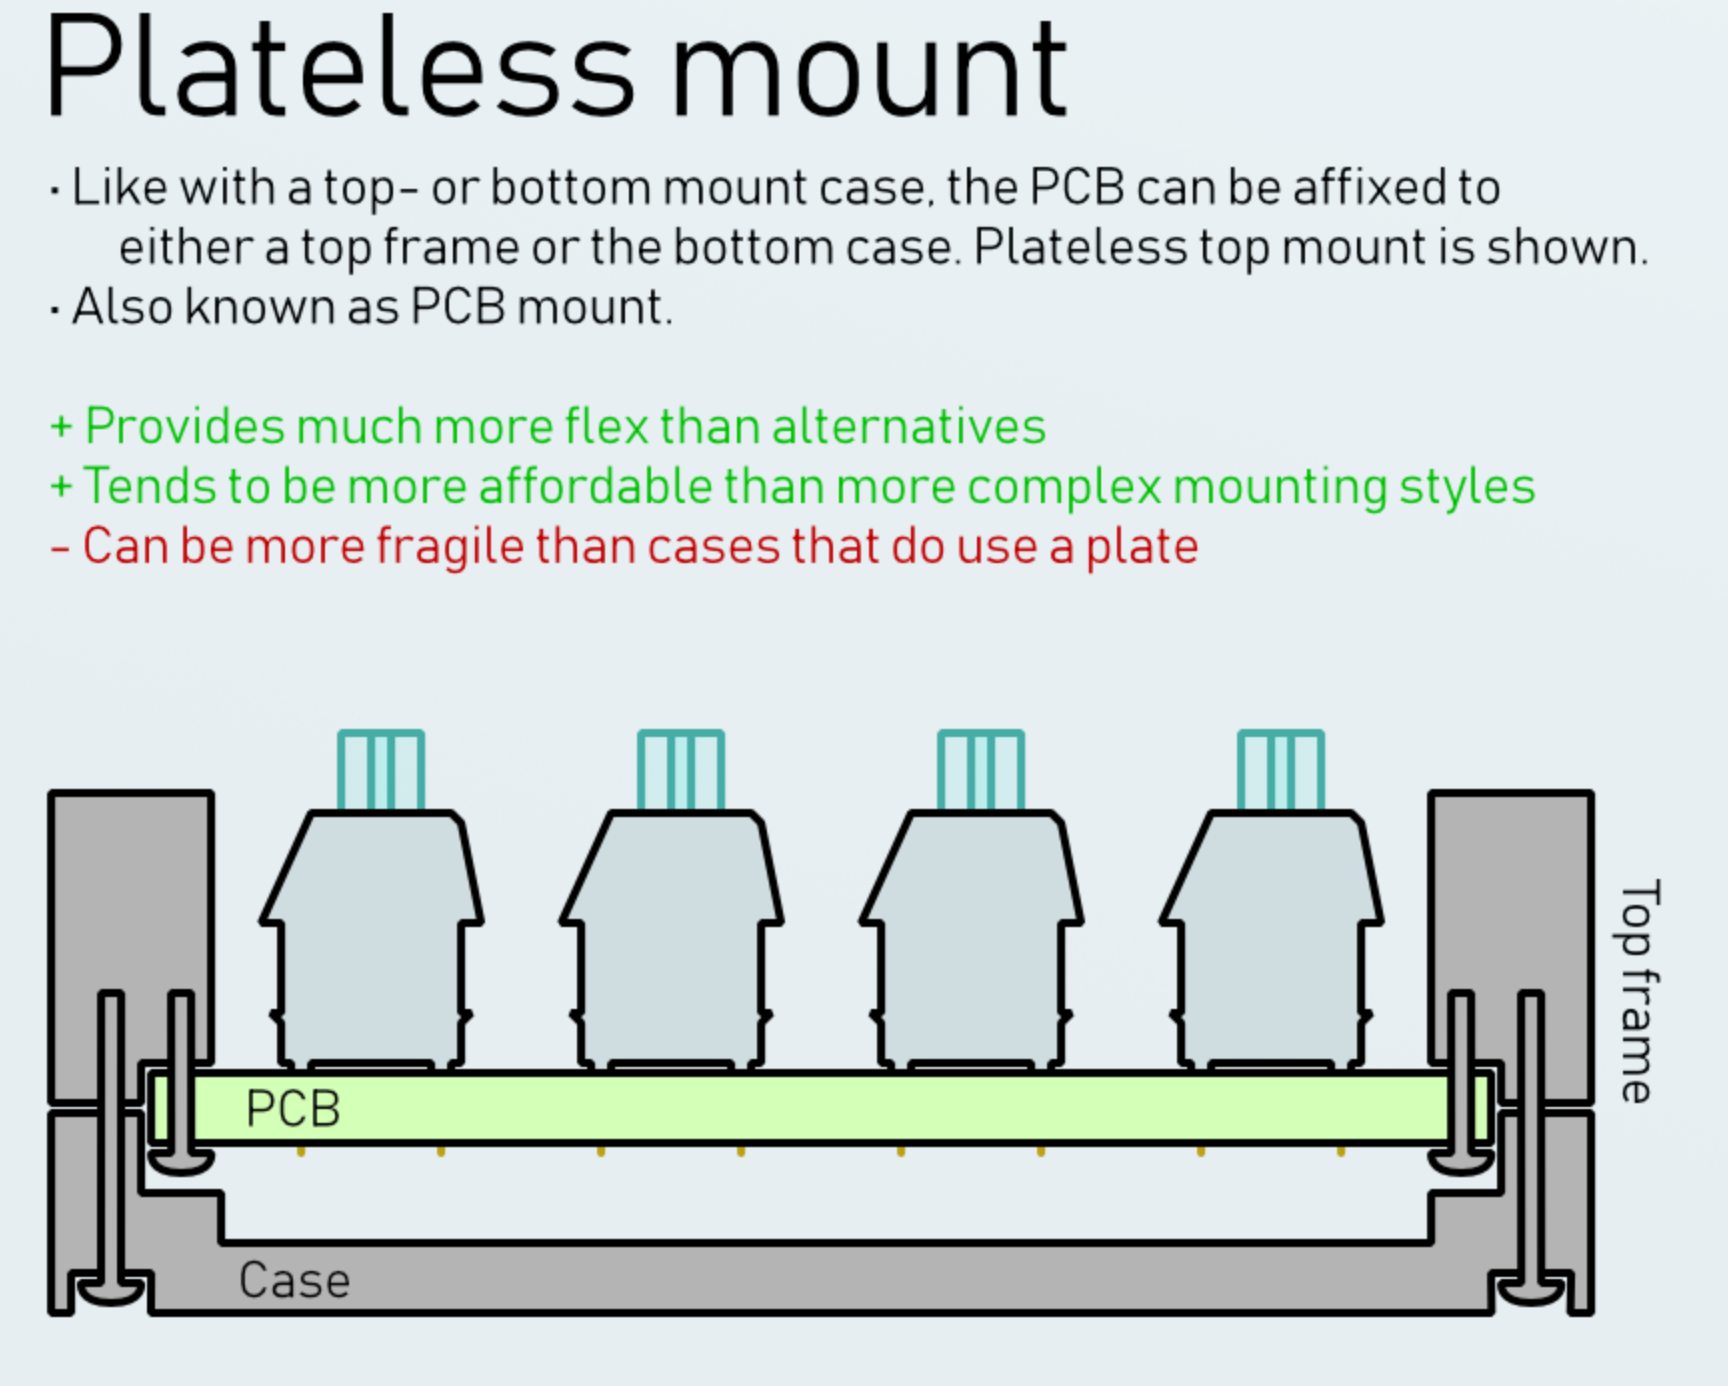 Plateless mount
· Like with a top- or bottom mount case, the PCB can be affixed to
either a top frame or the bottom case. Plateless top mount is shown.
· Also known as PCB mount.
+ Provides much more flex than alternatives
+ Tends to be more affordable than more complex mounting styles
- Can be more fragile than cases that do use a plate
Top frame
PCB
Case